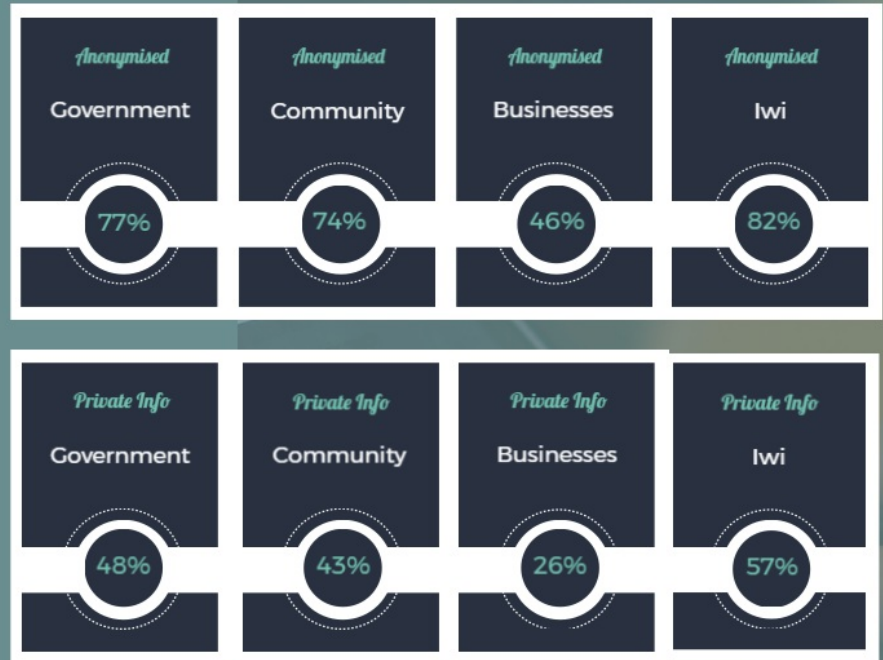 Anonymised Anonymised Anonymised Anonymised
Government Community Businesses Iwi
77% 74% 46% 82%
Private Info Private Info Private Info Private Info
Government Community Businesses Iwi
48% 43% 26% 57%